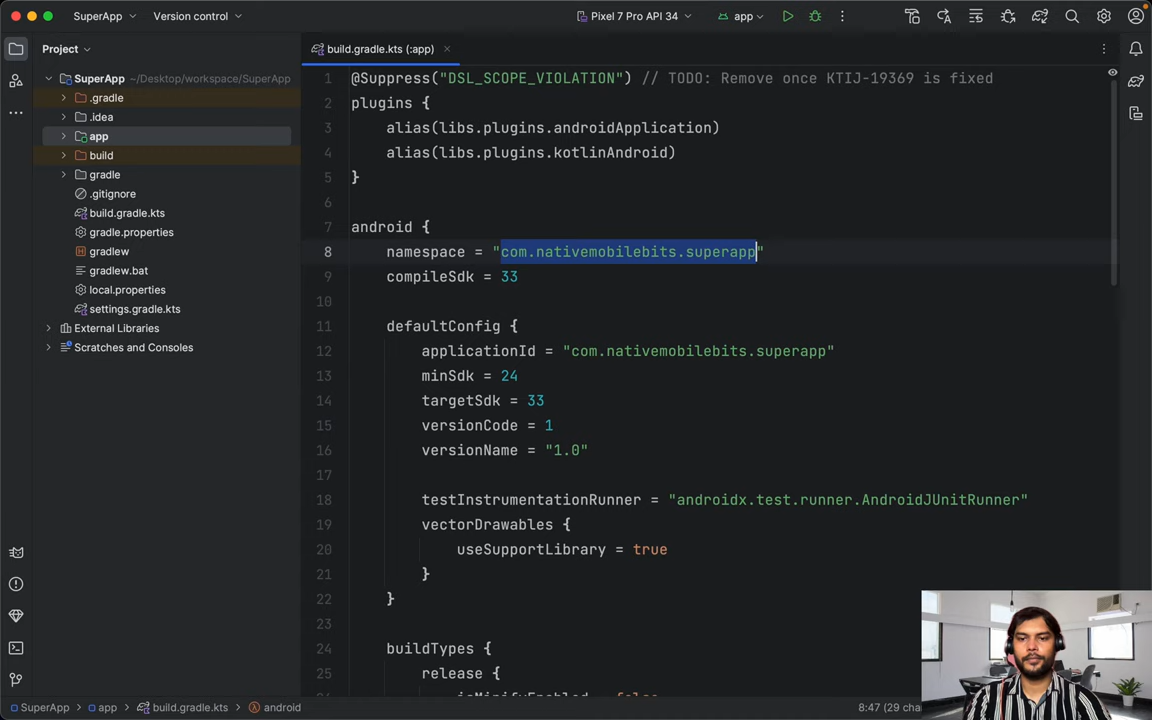 SuperApp
Version control
Pixel 7 Pro API 34
app
Project
build.gradle.kts (:app)
SuperApp ~/Desktop/workspace/SuperApp
.gradle
.idea
app
build
gradle
.gitignore
build.gradle.kts
gradle.properties
gradlew
gradlew.bat
local.properties
settings.gradle.kts
External Libraries
Scratches and Consoles
1 @Suppress("DSL_SCOPE_VIOLATION") // TODO: Remove once KTIJ-19369 is fixed
2 plugins {
3 alias(libs.plugins.androidApplication)
4 alias(libs.plugins.kotlinAndroid)
5 }
6
7 android {
8 namespace = "com.nativemobilebits.superapp"
9 compileSdk = 33
10
11 defaultConfig {
12 applicationId = "com.nativemobilebits.superapp"
13 minSdk = 24
14 targetSdk = 33
15 versionCode = 1
16 versionName = "1.0"
17
18 testInstrumentationRunner = "androidx.test.runner.AndroidJUnitRunner"
19 vectorDrawables {
20 useSupportLibrary = true
21 }
22 }
23
24 buildTypes {
25 release {
isMinifyEnabled = false
SuperApp
app
build.gradle.kts
android
8:47 (29 cha